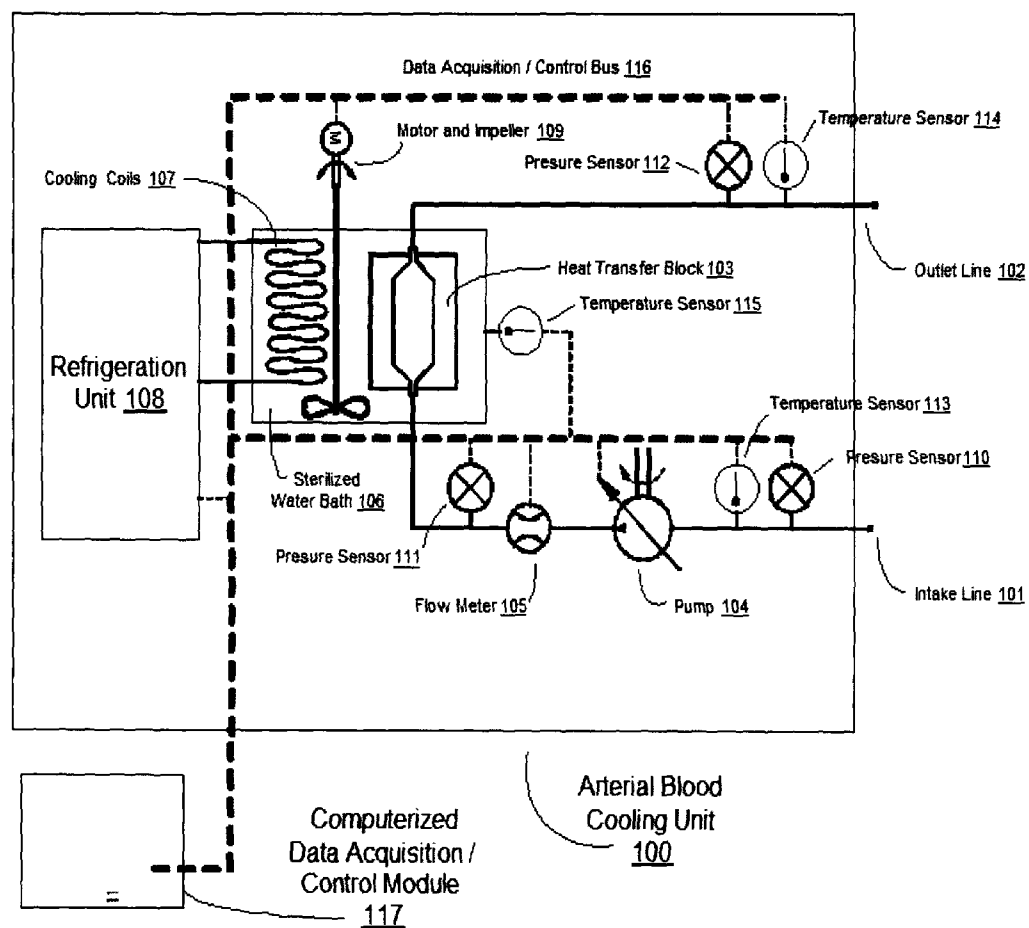 Data Acquisition / Control Bus 116
Temperature Sensor 114
Motor and Impeller 109
M
Presure Sensor 112
Cooling Coils 107
Heat Transfer Block 103
Outlet Line 102
Temperature Sensor
115
Refrigeration
Unit 108
Temperature Sensor 113
Presure Sensor 110
Sterilized
Water Bath 106
Presure Sensor 111
Flow Meter 105
Pump 104
Intake Line 101
Arterial Blood
Cooling Unit
100
Computerized
Data Acquisition /
Control Module
117